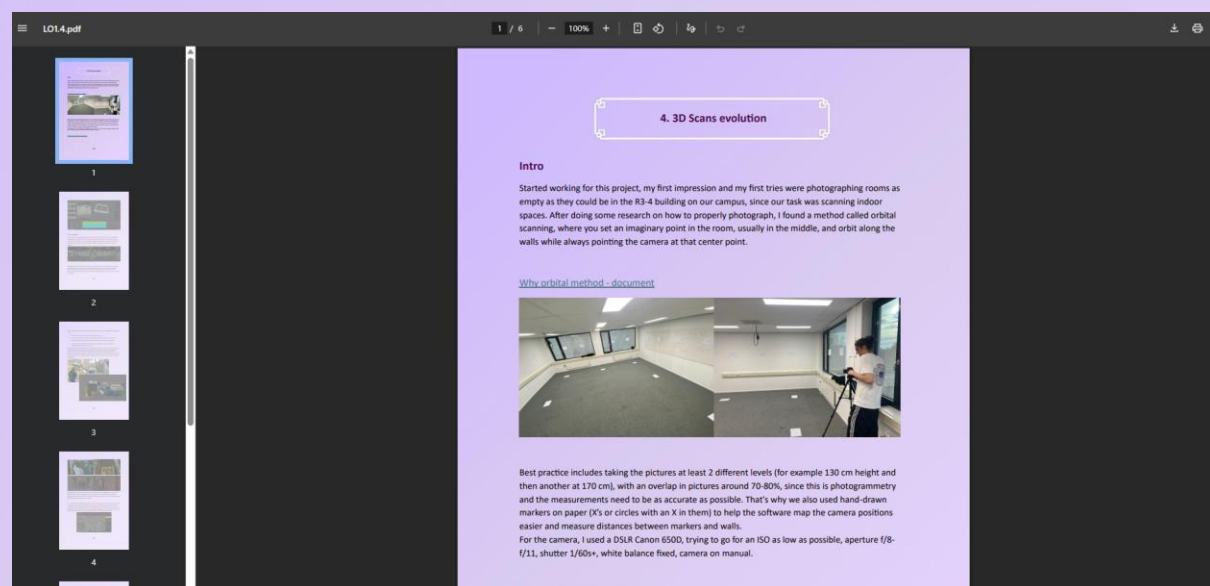 LO1.4.pdf
1 / 6
100%
1
2
3
4
4. 3D Scans evolution
Intro
Started working for this project, my first impression and my first tries were photographing rooms as
empty as they could be in the R3-4 building on our campus, since our task was scanning indoor
spaces. After doing some research on how to properly photograph, I found a method called orbital
scanning, where you set an imaginary point in the room, usually in the middle, and orbit along the
walls while always pointing the camera at that center point.
Why orbital method - document
Best practice includes taking the pictures at least 2 different levels (for example 130 cm height and
then another at 170 cm), with an overlap in pictures around 70-80%, since this is photogrammetry
and the measurements need to be as accurate as possible. That's why we also used hand-drawn
markers on paper (X's or circles with an X in them) to help the software map the camera positions
easier and measure distances between markers and walls.
For the camera, I used a DSLR Canon 650D, trying to go for an ISO as low as possible, aperture f/8-
f/11, shutter 1/60s+, white balance fixed, camera on manual.